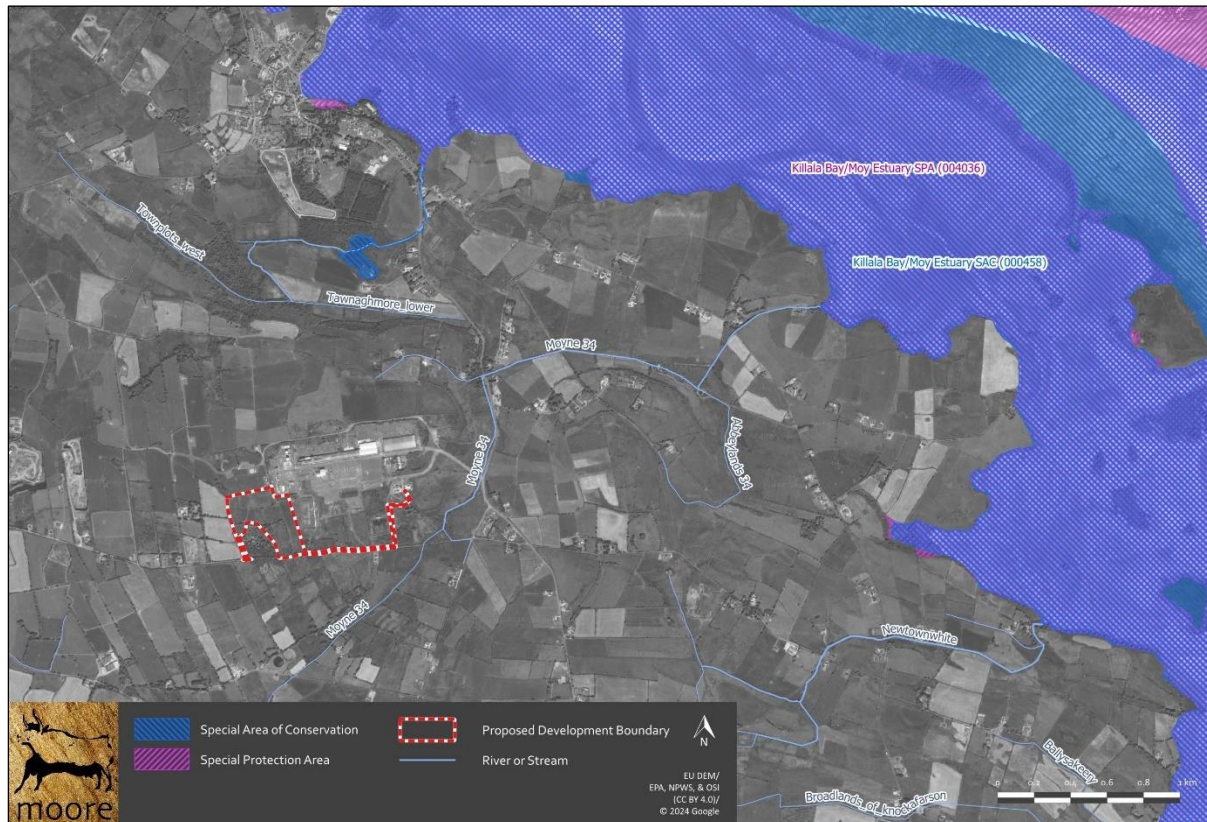 Killala Bay/Moy Estuary SPA (004036)
Townplots_west
Killala Bay/Moy Estuary SAC (000458)
Tawnaghmore_lower
Moyne 34
Moyne 34
Abbeylands 34
Moyne 34
Newtownwhite
Ballysakeery
Broadlands_of_knockafarson
0 0.2 0.4 0.6 0.8 1 km
moore
Special Area of Conservation
Special Protection Area
Proposed Development Boundary
River or Stream
N
EU DEM/
EPA, NPWS, & OSI
(CC BY 4.0)/
© 2024 Google